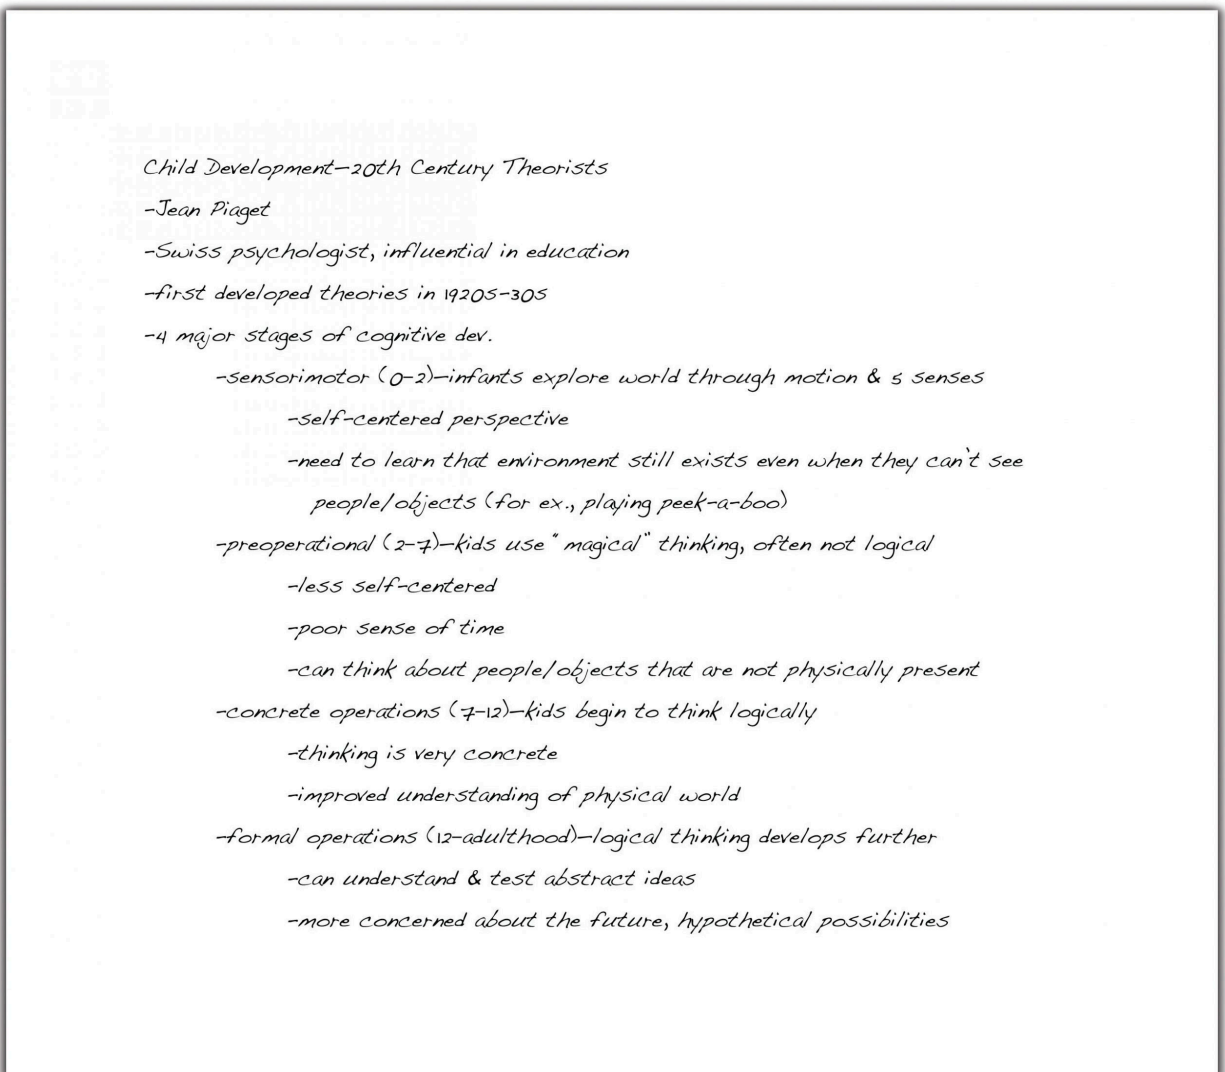 Child Development—20th Century Theorists
-Jean Piaget
-Swiss psychologist, influential in education
-first developed theories in 1920s-30s
-4 major stages of cognitive dev.
-sensorimotor (0-2)—infants explore world through motion & 5 senses
-self-centered perspective
-need to learn that environment still exists even when they can't see
people/objects (for ex., playing peek-a-boo)
-preoperational (2-7)—kids use "magical" thinking, often not logical
-less self-centered
-poor sense of time
-can think about people/objects that are not physically present
-concrete operations (7-12)—kids begin to think logically
-thinking is very concrete
-improved understanding of physical world
-formal operations (12-adulthood)—logical thinking develops further
-can understand & test abstract ideas
-more concerned about the future, hypothetical possibilities